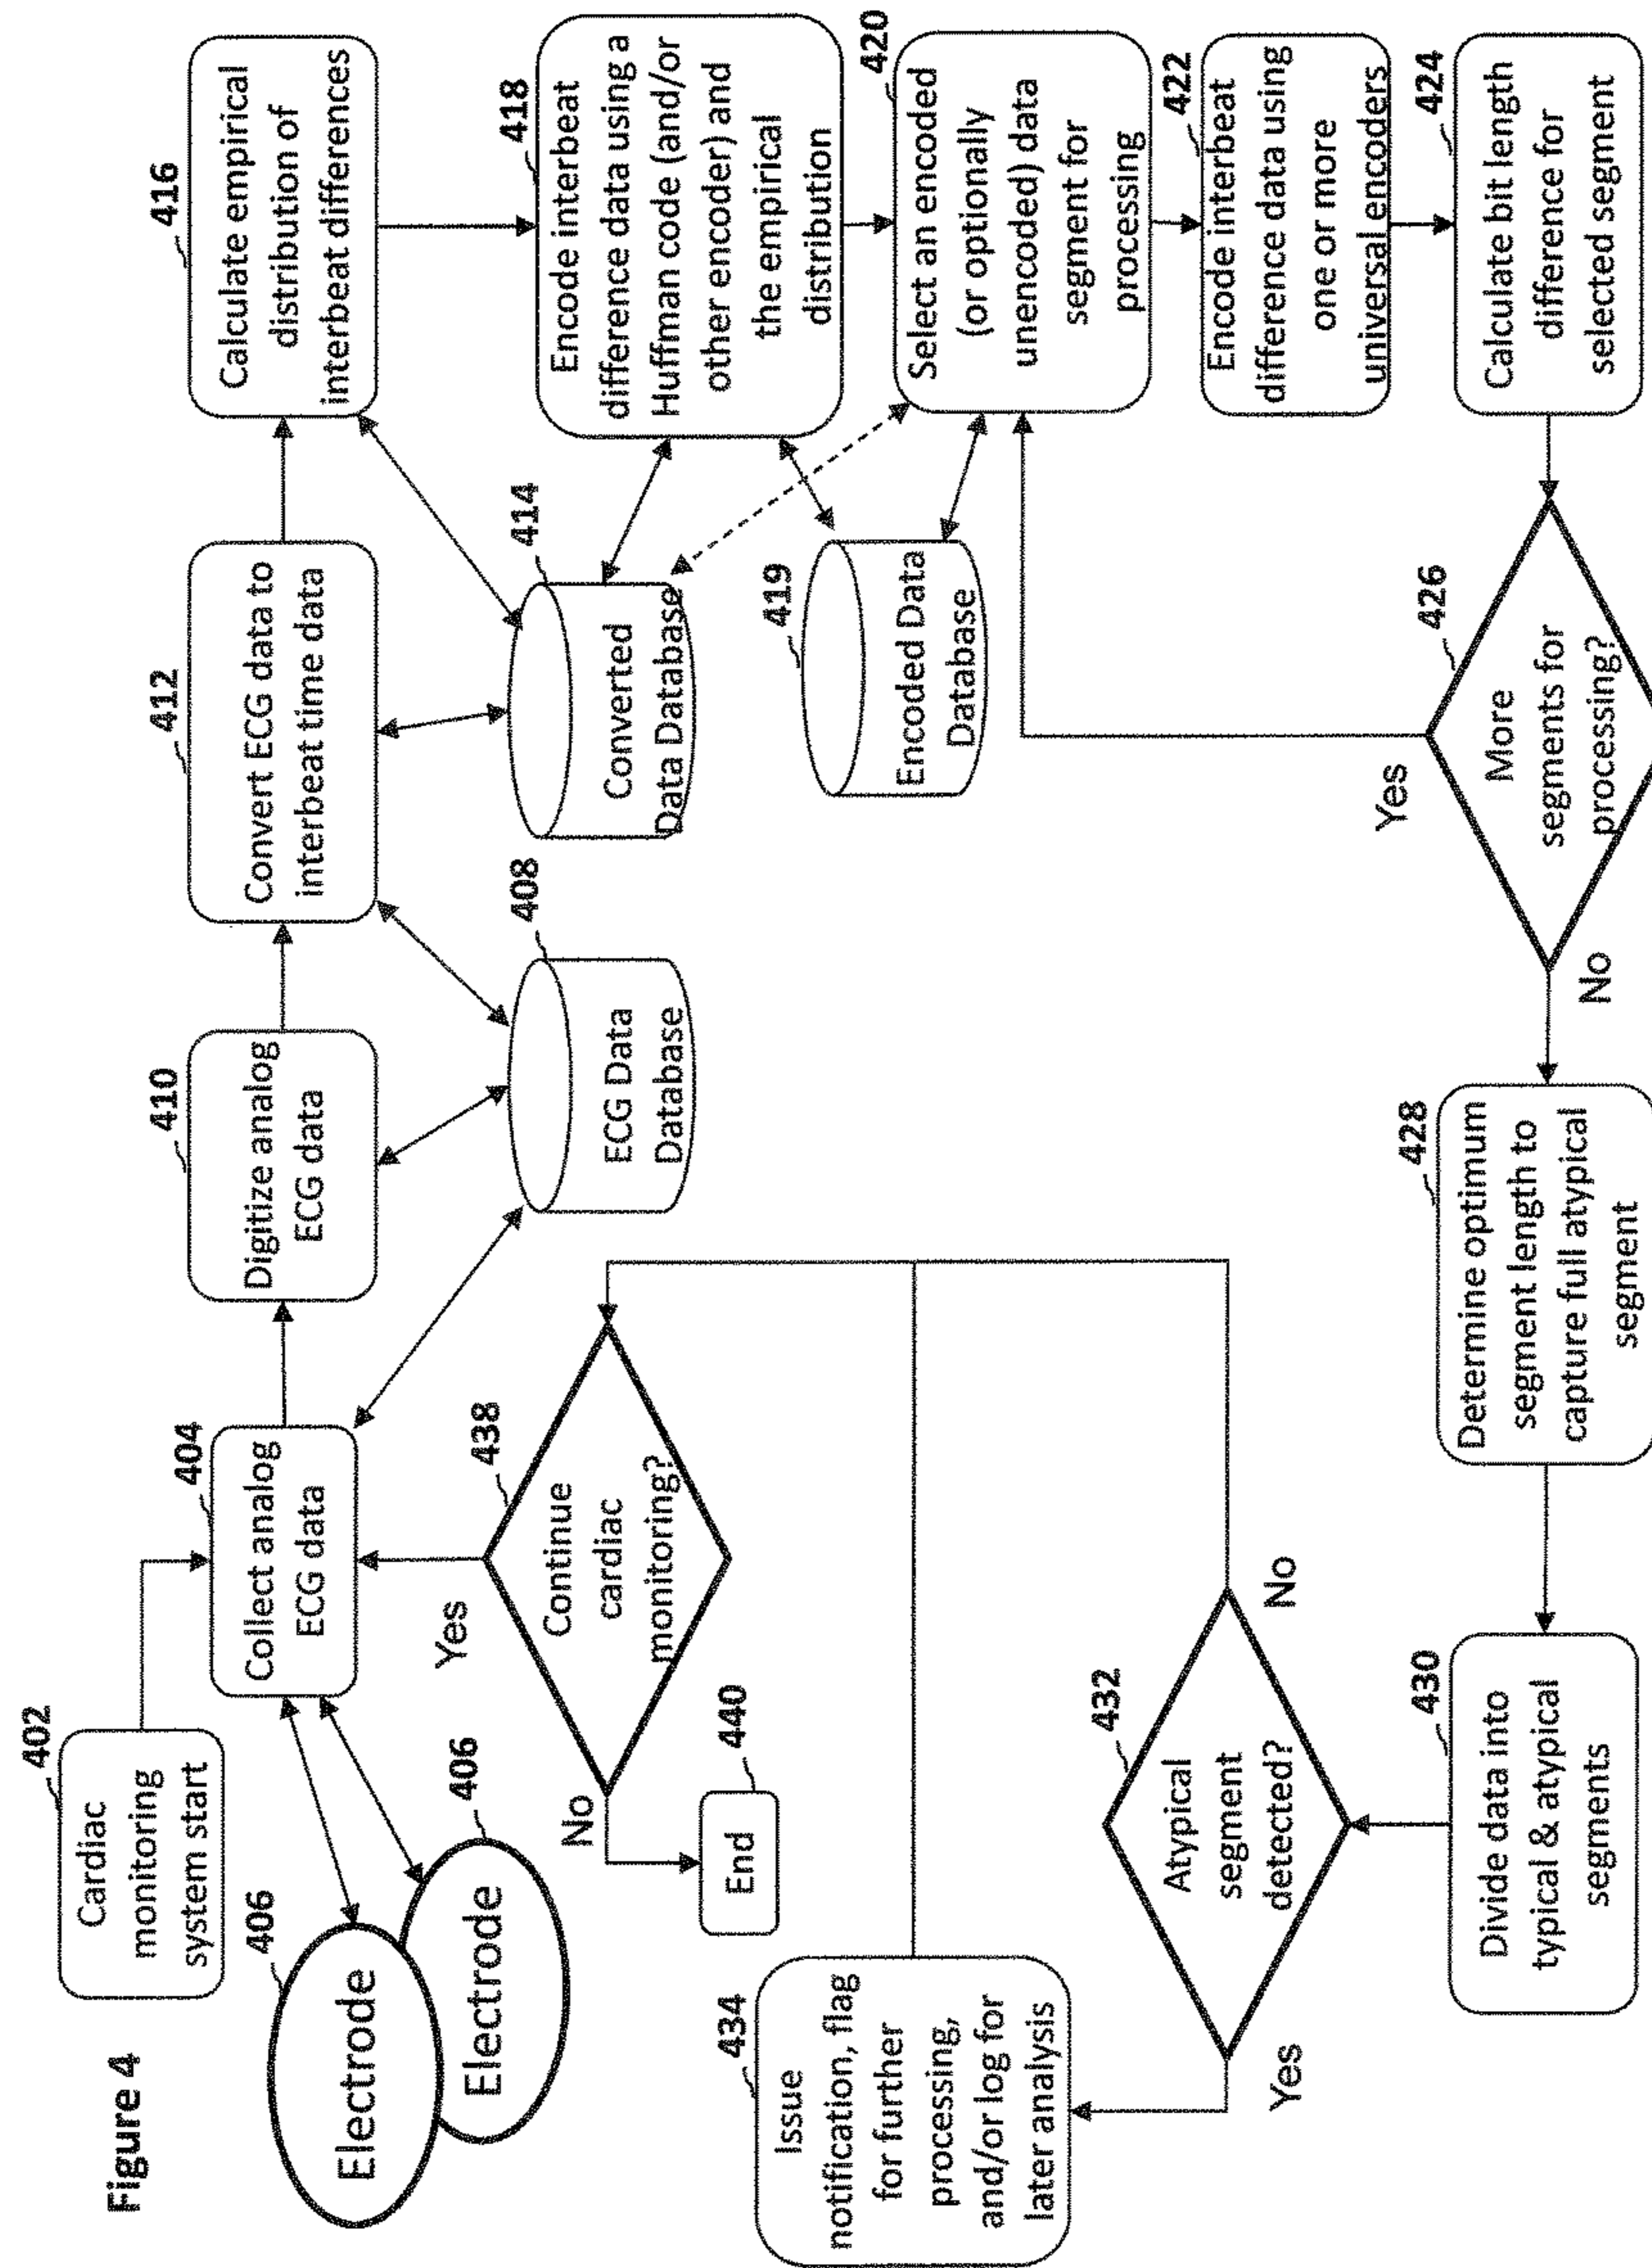 Figure 4
402
Cardiac
monitoring
system start
406
Electrode
406
Electrode
404
Collect analog
ECG data
410
Digitize analog
ECG data
408
ECG Data
Database
412
Convert ECG data to
interbeat time data
414
Converted
Data Database
416
Calculate empirical
distribution of
interbeat differences
418
Encode interbeat
difference data using a
Huffman code (and/or
other encoder) and
the empirical
distribution
419
Encoded Data
Database
420
Select an encoded
(or optionally
unencoded) data
segment for
processing
422
Encode interbeat
difference data using
one or more
universal encoders
424
Calculate bit length
difference for
selected segment
426
More
segments for
processing?
Yes
No
428
Determine optimum
segment length to
capture full atypical
segment
430
Divide data into
typical & atypical
segments
432
Atypical
segment
detected?
Yes
No
434
Issue
notification, flag
for further
processing,
and/or log for
later analysis
438
Continue
cardiac
monitoring?
Yes
No
440
End